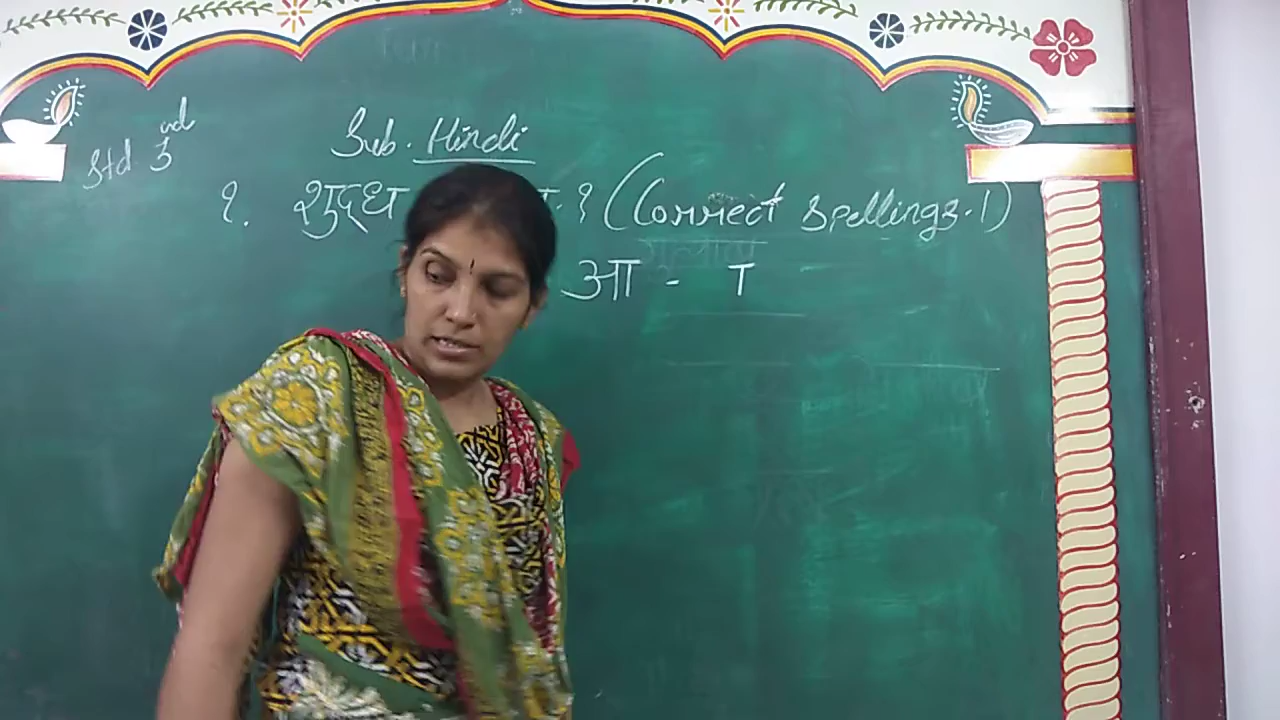 Std 3rd
Sub. Hindi
१. शुद्ध . १ (Correct Spellings. 1)
आ - ा